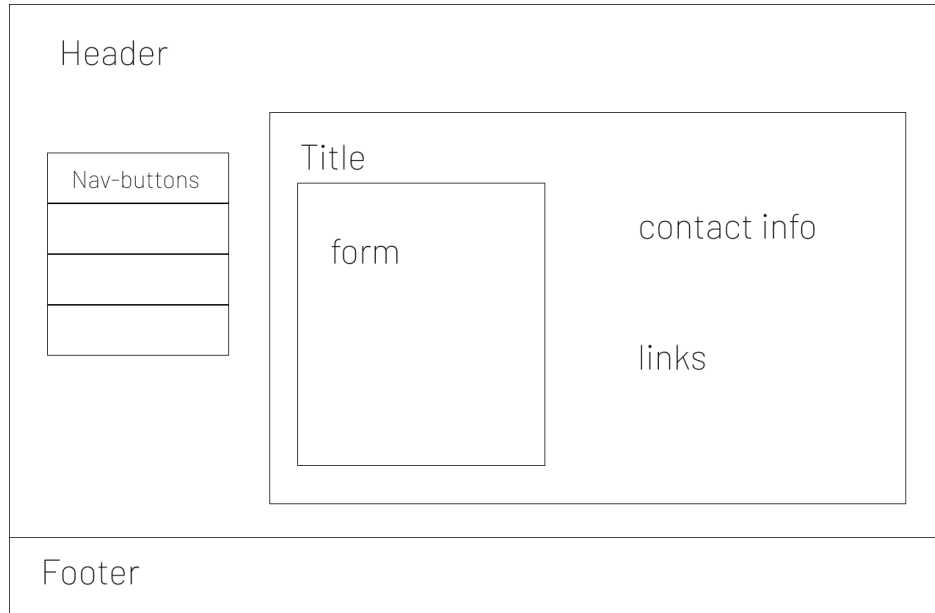 Header
Nav-buttons
Title
form
contact info
links
Footer